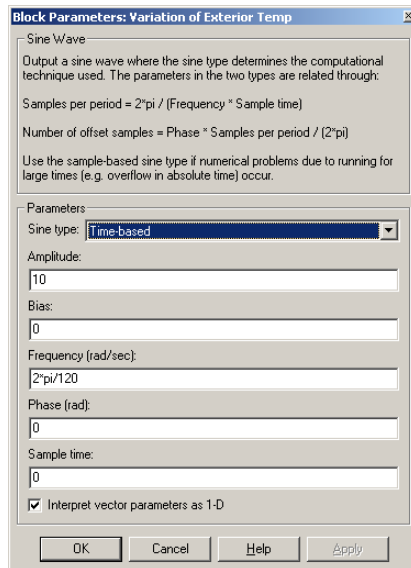 Block Parameters: Variation of Exterior Temp
Sine Wave
Output a sine wave where the sine type determines the computational
technique used. The parameters in the two types are related through:
Samples per period = 2*pi / (Frequency * Sample time)
Number of offset samples = Phase * Samples per period / (2*pi)
Use the sample-based sine type if numerical problems due to running for
large times (e.g. overflow in absolute time) occur.
Parameters
Sine type: Time-based
Amplitude:
10
Bias:
0
Frequency (rad/sec):
2*pi/120
Phase (rad):
0
Sample time:
0
Interpret vector parameters as 1-D
OK Cancel Help Apply